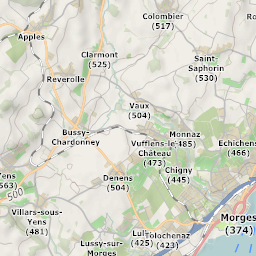 Colombier
(517)
Ro
Apples
Clarmont
(525)
Saint-
Saphorin
(530)
Reverolle
Vaux
(504)
Bussy-
Chardonney
Monnaz
(485)
Vufflens-le-
Château
(473)
Echichens
(466)
Chigny
(445)
Yens
(563)
500
Denens
(504)
Villars-sous-
Yens
(481)
Morges
(374)
Lussy-sur-
Morges
Lull
(425)
Tolochenaz
(423)